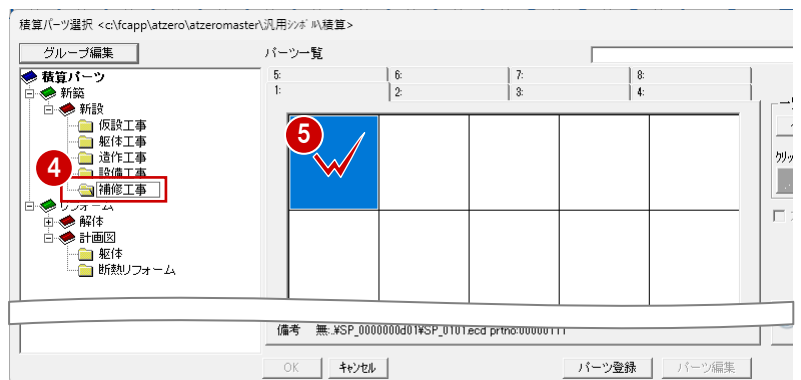 積算パーツ選択 <c:\fcapp\atzero\atzeromaster\汎用シンボル\積算>
グループ編集
パーツ一覧
積算パーツ
新築
新設
仮設工事
躯体工事
造作工事
設備工事
補修工事
リフォーム
解体
計画図
躯体
断熱リフォーム
4
5: 6: 7: 8:
1: 2: 3: 4:
5
備考 無:.¥SP_0000000d01¥SP_0101.ecd prtno:00000111
OK キャンセル パーツ登録 パーツ編集